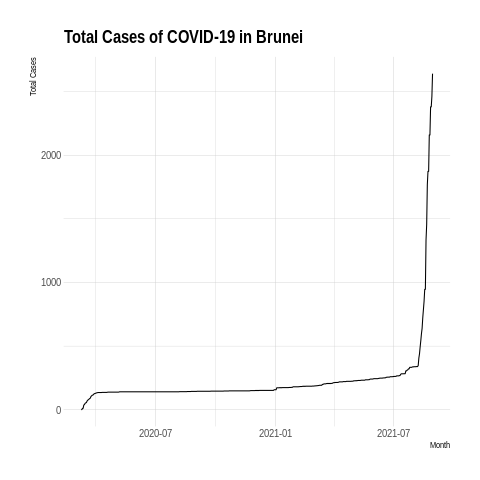 Total Cases of COVID-19 in Brunei
Total Cases
2000
1000
0
2020-07
2021-01
2021-07
Month